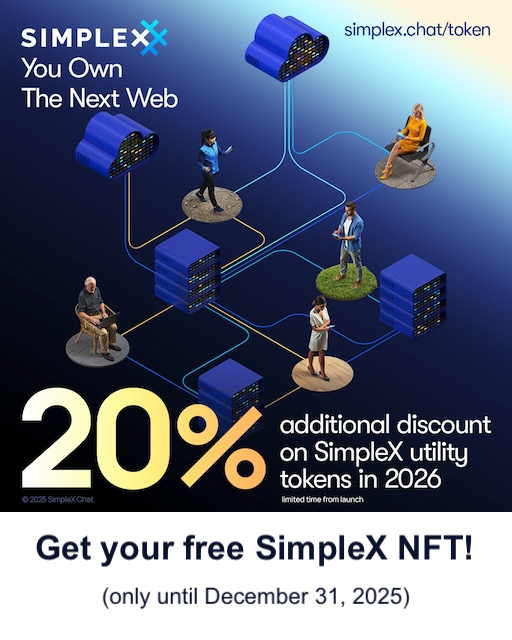 SIMPLEX
simplex.chat/token
You Own
The Next Web
20%
additional discount
on SimpleX utility
tokens in 2026
© 2025 SimpleX Chat
limited time from launch
Get your free SimpleX NFT!
(only until December 31, 2025)